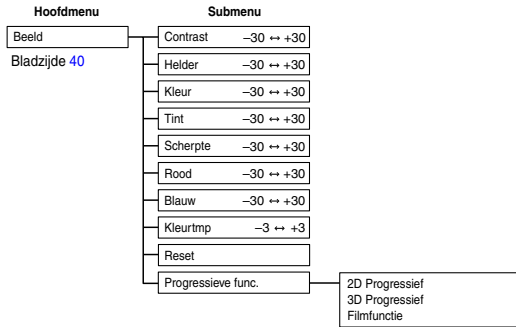 Hoofdmenu Submenu
Beeld
Bladzijde 40
Contrast –30 ↔ +30
Helder –30 ↔ +30
Kleur –30 ↔ +30
Tint –30 ↔ +30
Scherpte –30 ↔ +30
Rood –30 ↔ +30
Blauw –30 ↔ +30
Kleurtmp –3 ↔ +3
Reset
Progressieve func.
2D Progressief
3D Progressief
Filmfunctie